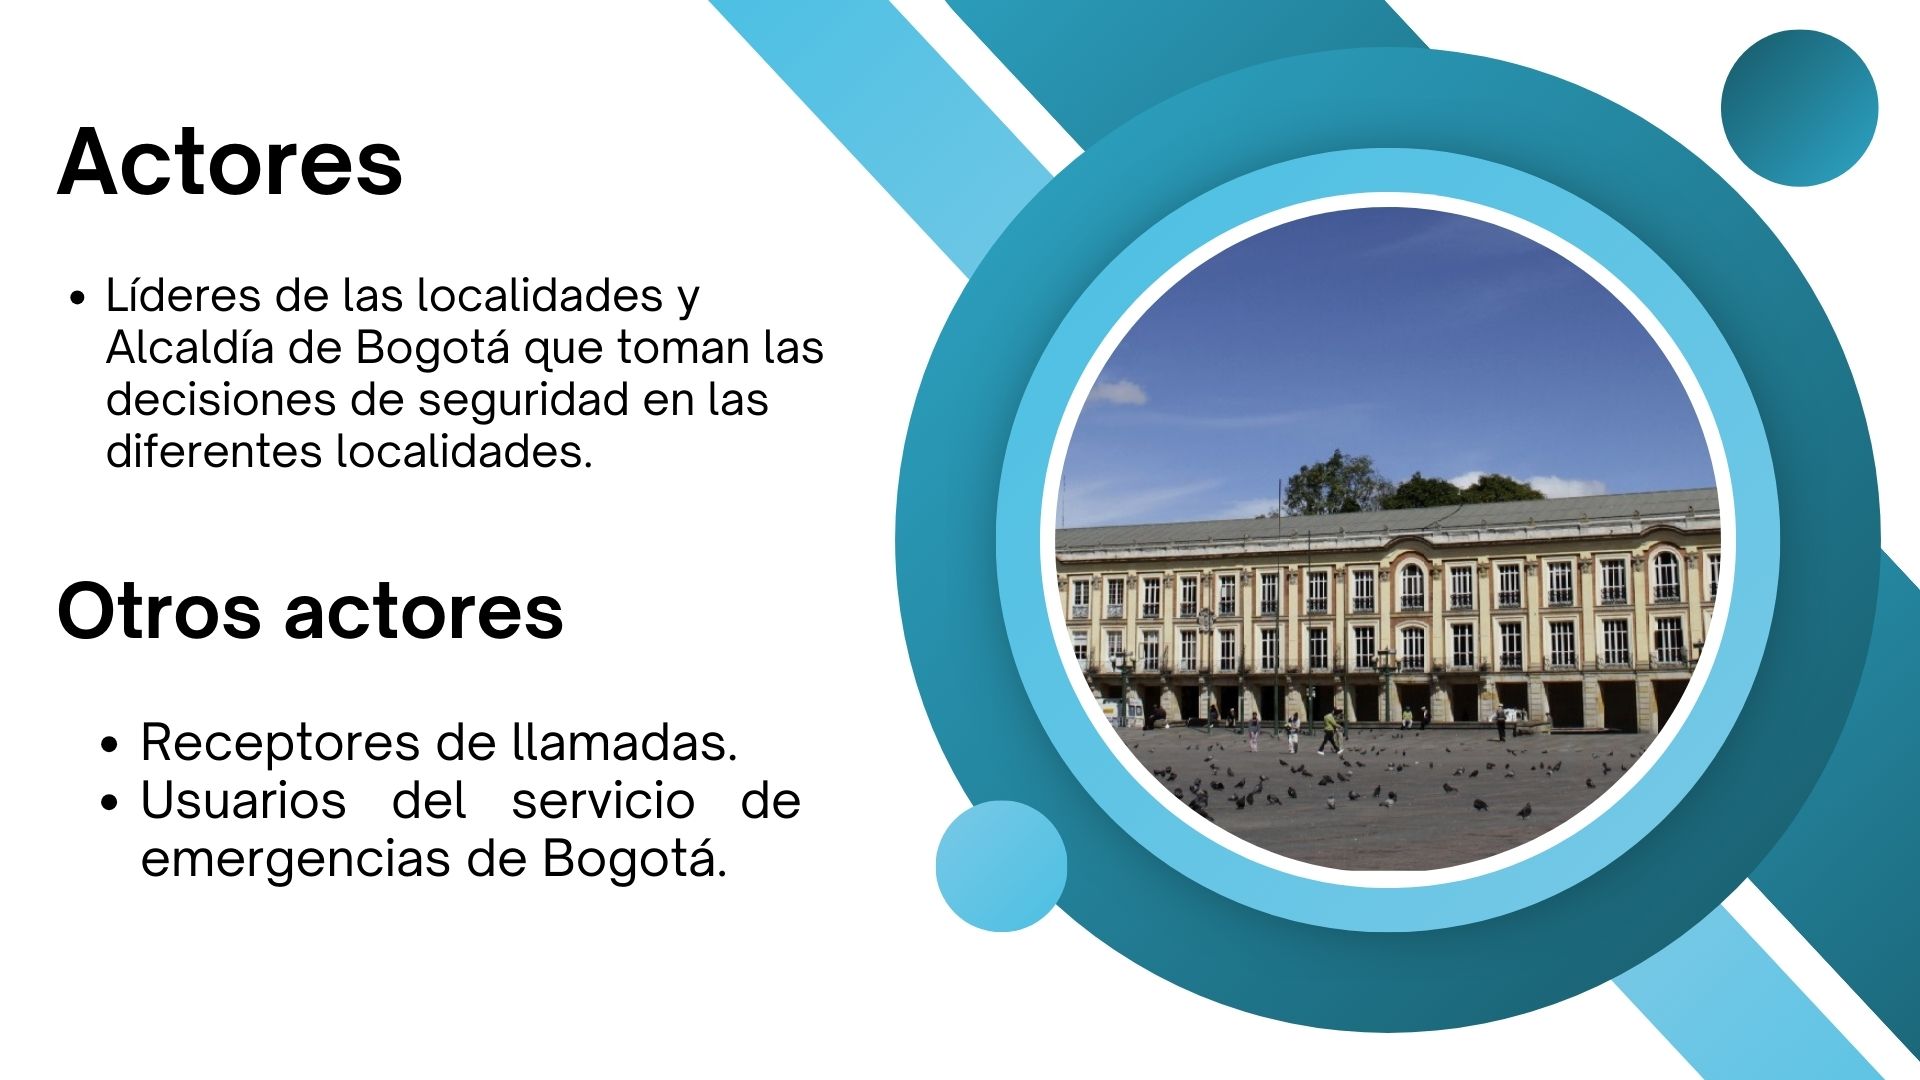 Actores
• Líderes de las localidades y
Alcaldía de Bogotá que toman las
decisiones de seguridad en las
diferentes localidades.
Otros actores
• Receptores de llamadas.
• Usuarios del servicio de
emergencias de Bogotá.